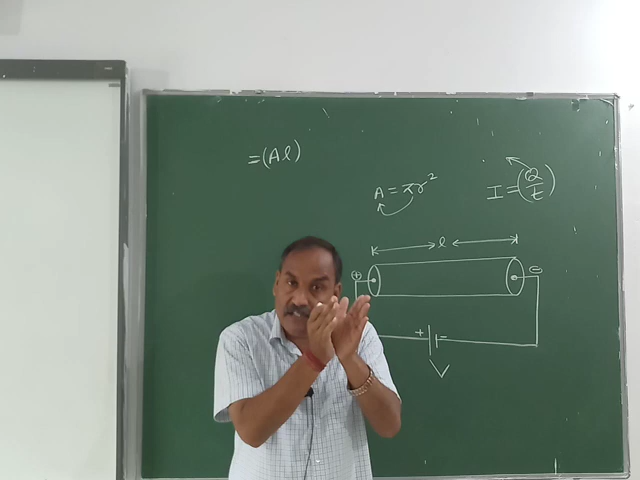 =(Al)
A = πr²
I = (Q/t)
l
+ −
+ −
V